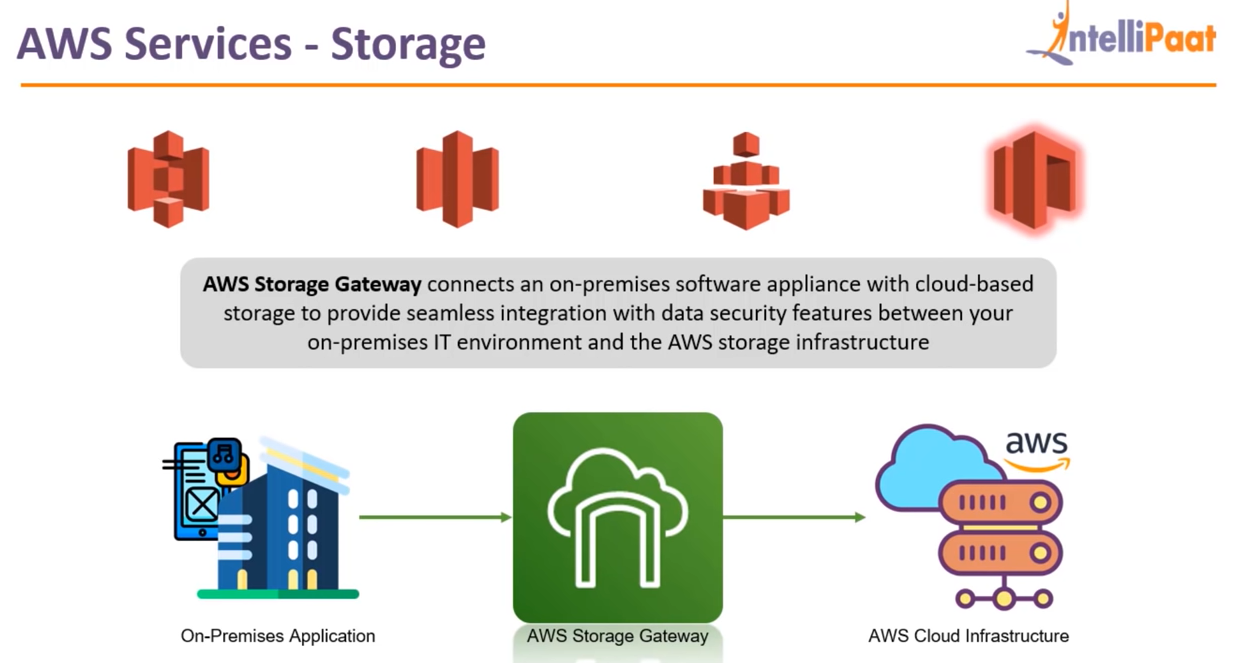 AWS Services - Storage
IntelliPaat
AWS Storage Gateway connects an on-premises software appliance with cloud-based
storage to provide seamless integration with data security features between your
on-premises IT environment and the AWS storage infrastructure
aws
On-Premises Application
AWS Storage Gateway
AWS Cloud Infrastructure